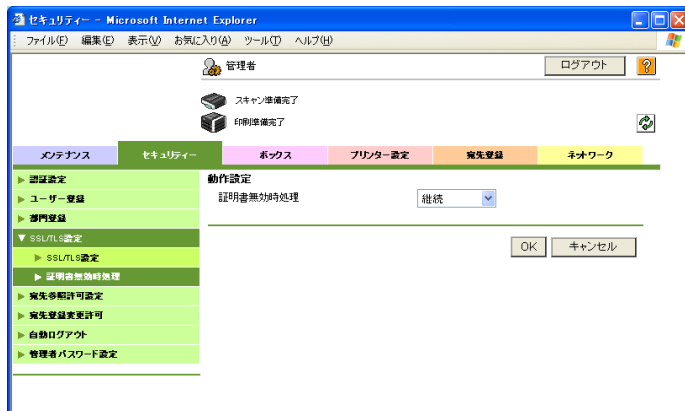 セキュリティー - Microsoft Internet Explorer
ファイル(F) 編集(E) 表示(V) お気に入り(A) ツール(T) ヘルプ(H)
管理者 ログアウト ?
スキャン準備完了
印刷準備完了
メンテナンス セキュリティー ボックス プリンター設定 宛先登録 ネットワーク
認証設定
ユーザー登録
部門登録
SSL/TLS設定
SSL/TLS設定
証明書無効時処理
宛先参照許可設定
宛先登録変更許可
自動ログアウト
管理者パスワード設定
動作設定
証明書無効時処理 継続
OK キャンセル